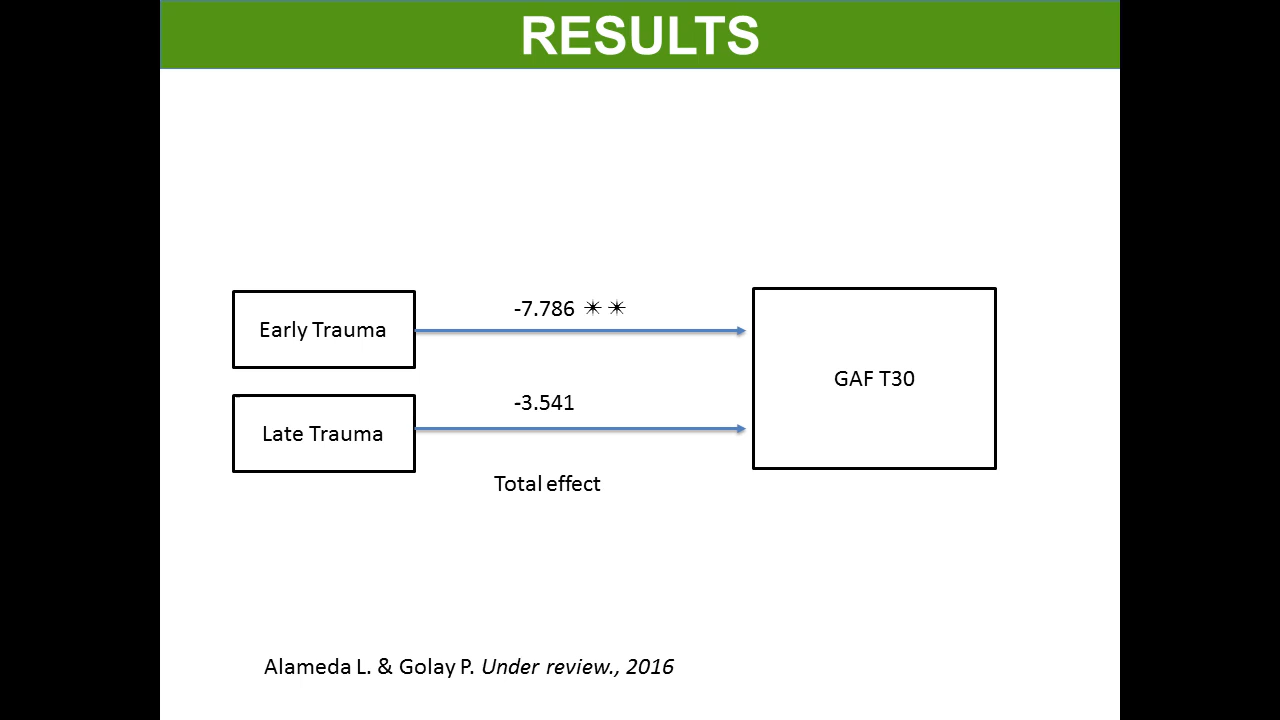 RESULTS
Early Trauma
-7.786 ✴ ✴
Late Trauma
-3.541
GAF T30
Total effect
Alameda L. & Golay P. Under review., 2016